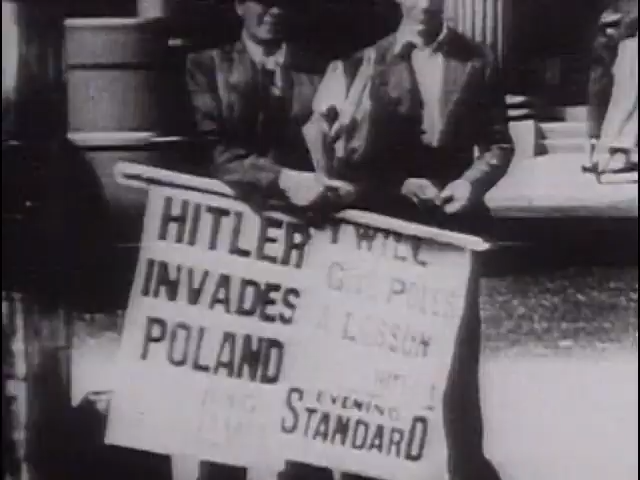 HITLER
INVADES
POLAND
I WILL
POLES
A LESSON
EVENING
STANDARD